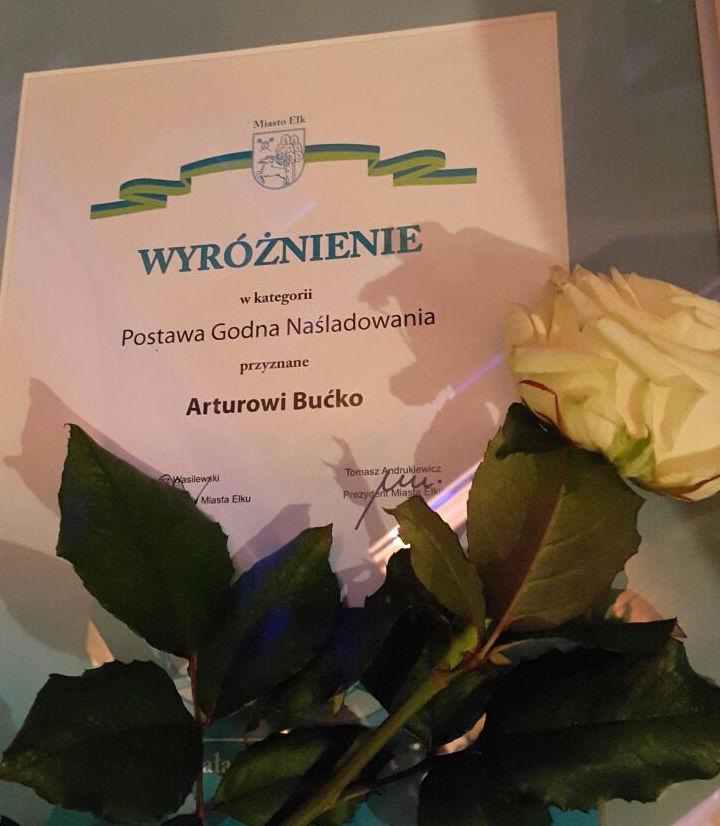 Miasto Ełk
WYRÓŻNIENIE
w kategorii
Postawa Godna Naśladowania
przyznane
Arturowi Bućko
Wasilewski
Miasta Ełku
Tomasz Andrukiewicz
Prezydent Miasta Ełku